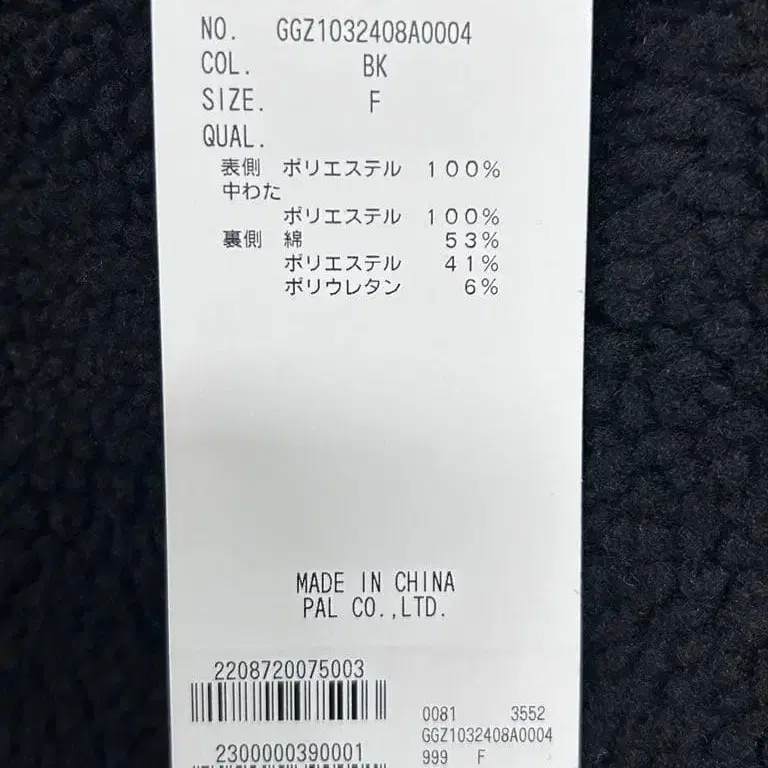 NO. GGZ1032408A0004
COL. BK
SIZE. F
QUAL.
表側 ポリエステル 100%
中わた
ポリエステル 100%
裏側 綿 53%
ポリエステル 41%
ポリウレタン 6%
MADE IN CHINA
PAL CO.,LTD.
2208720075003
0081 3552
GGZ1032408A0004
2300000390001
999 F